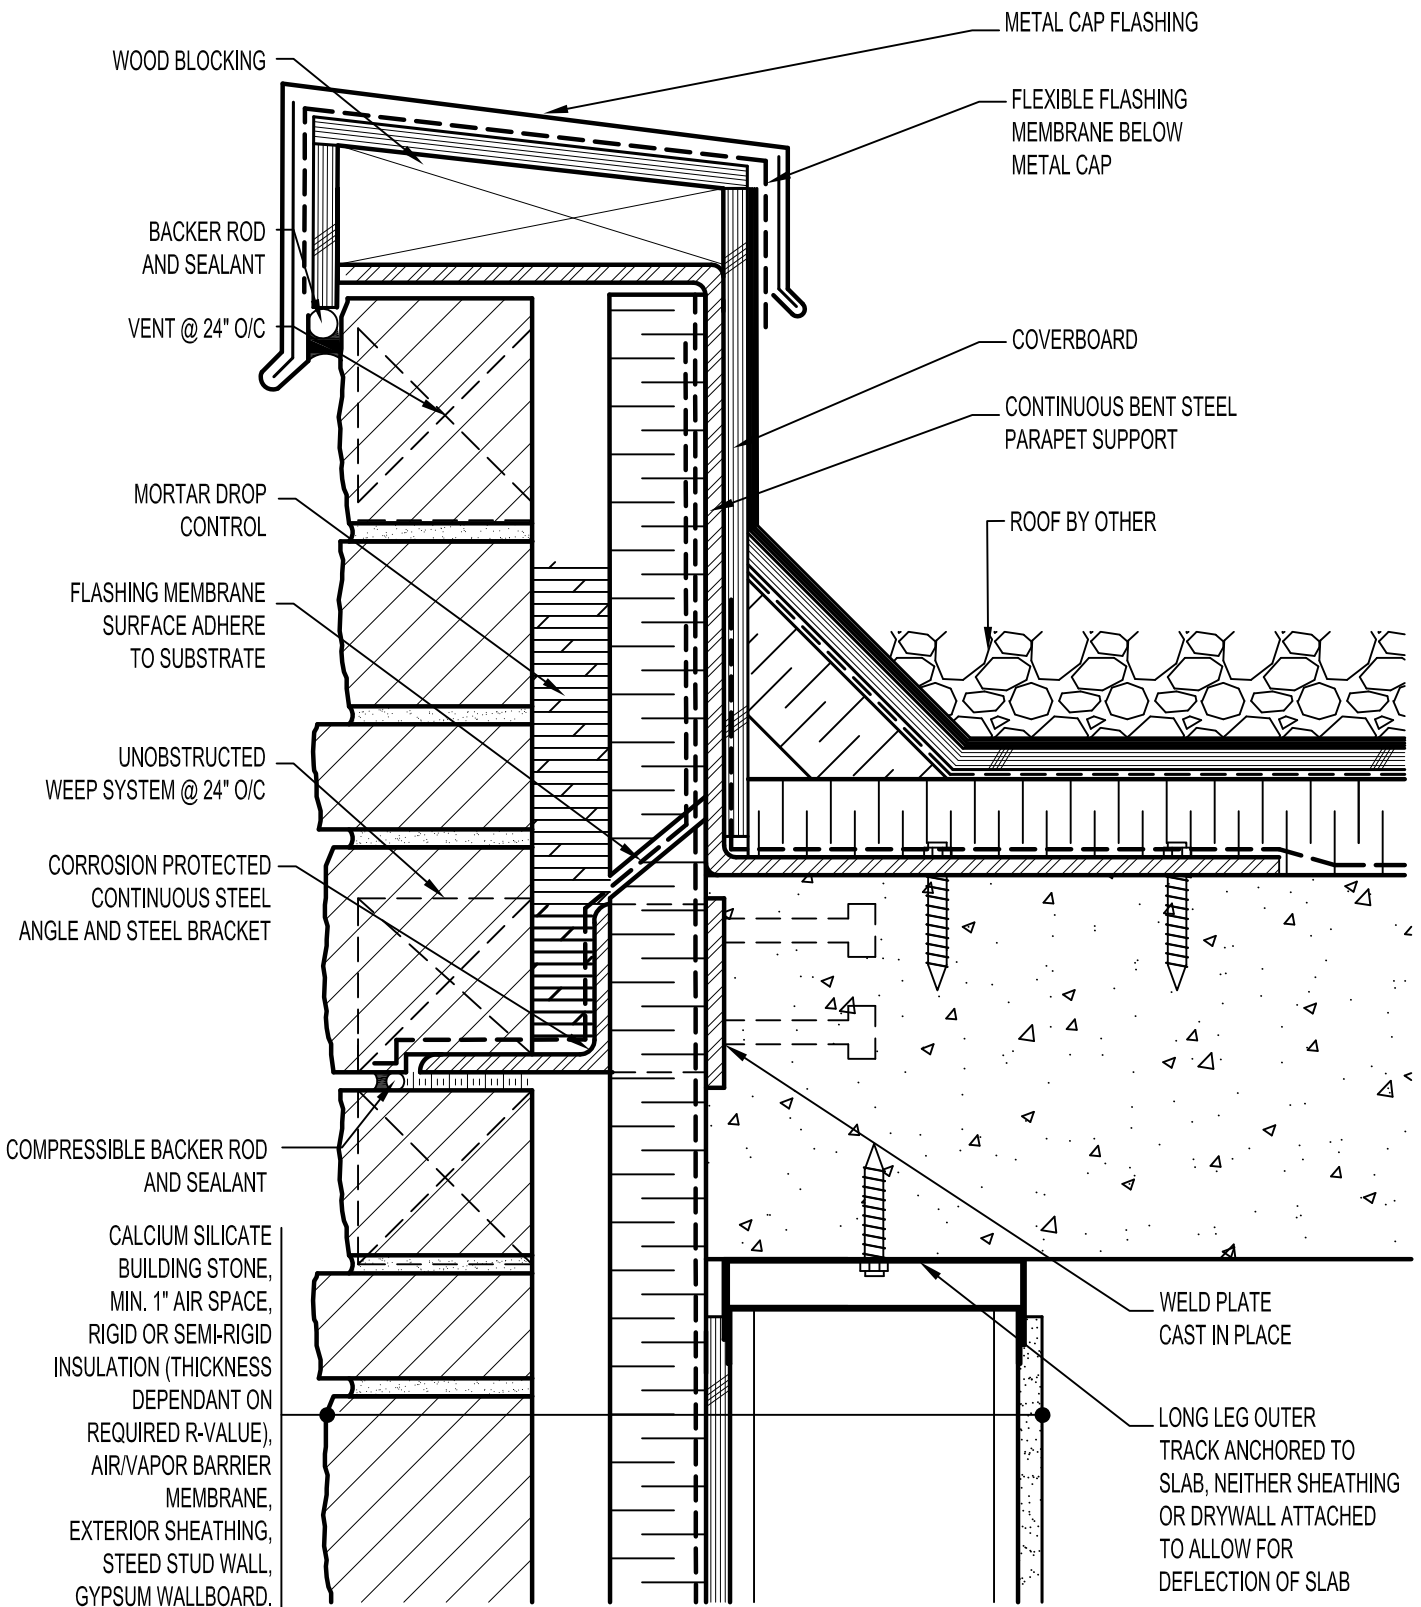 METAL CAP FLASHING
WOOD BLOCKING
FLEXIBLE FLASHING
MEMBRANE BELOW
METAL CAP
BACKER ROD
AND SEALANT
VENT @ 24" O/C
COVERBOARD
CONTINUOUS BENT STEEL
PARAPET SUPPORT
MORTAR DROP
CONTROL
ROOF BY OTHER
FLASHING MEMBRANE
SURFACE ADHERE
TO SUBSTRATE
UNOBSTRUCTED
WEEP SYSTEM @ 24" O/C
CORROSION PROTECTED
CONTINUOUS STEEL
ANGLE AND STEEL BRACKET
COMPRESSIBLE BACKER ROD
AND SEALANT
CALCIUM SILICATE
BUILDING STONE,
MIN. 1" AIR SPACE,
RIGID OR SEMI-RIGID
INSULATION (THICKNESS
DEPENDANT ON
REQUIRED R-VALUE),
AIR/VAPOR BARRIER
MEMBRANE,
EXTERIOR SHEATHING,
STEED STUD WALL,
GYPSUM WALLBOARD.
WELD PLATE
CAST IN PLACE
LONG LEG OUTER
TRACK ANCHORED TO
SLAB, NEITHER SHEATHING
OR DRYWALL ATTACHED
TO ALLOW FOR
DEFLECTION OF SLAB